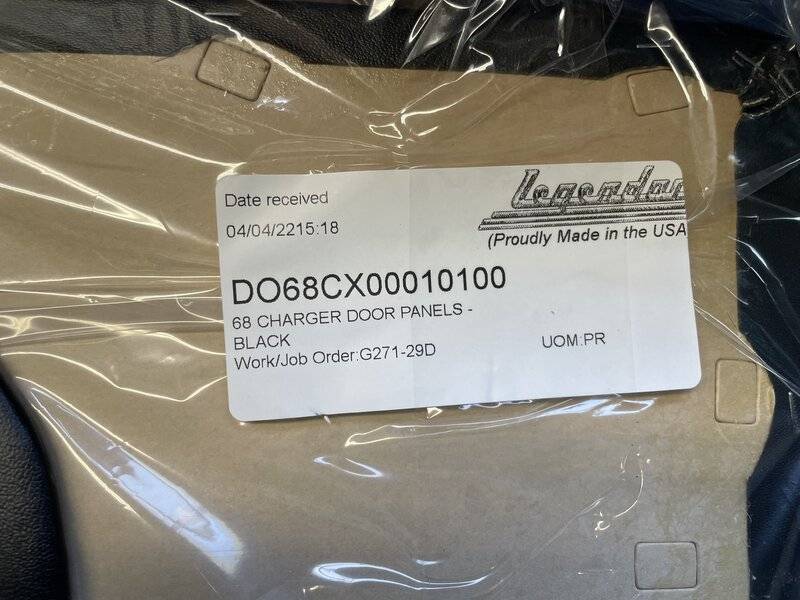 Date received
04/04/2215:18
Legendar
(Proudly Made in the USA
DO68CX00010100
68 CHARGER DOOR PANELS -
BLACK
Work/Job Order:G271-29D
UOM:PR